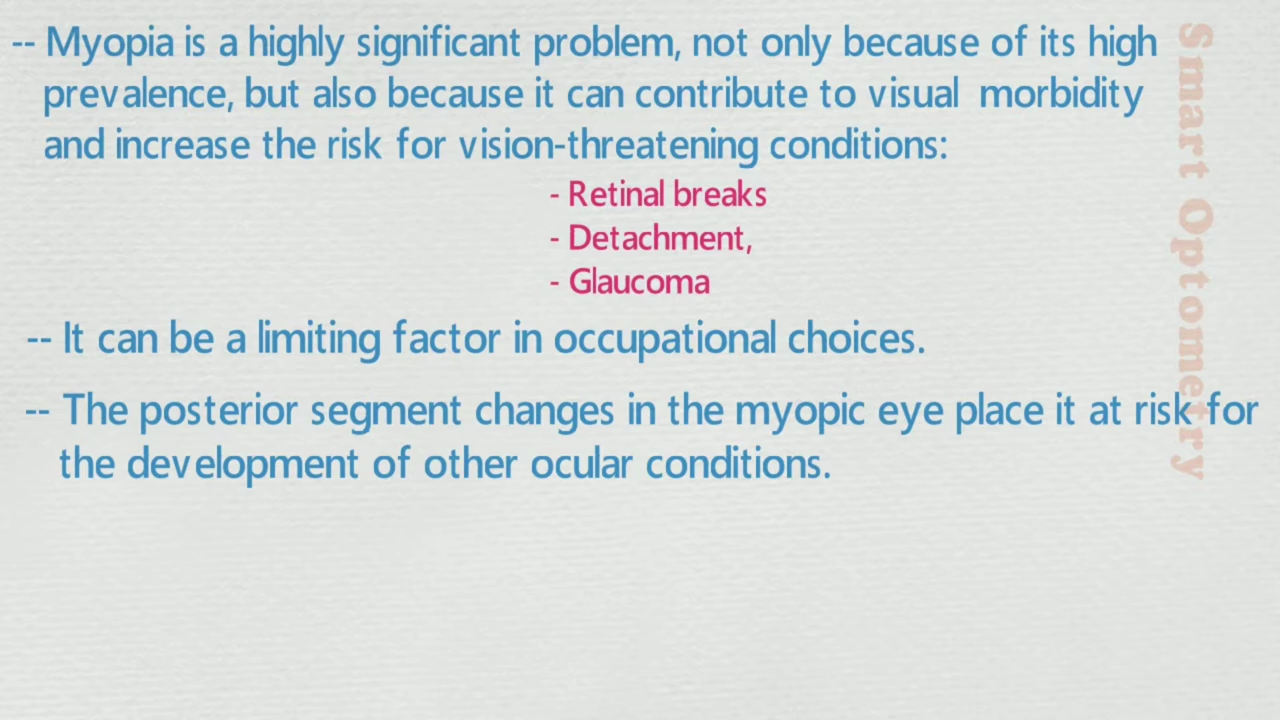 -- Myopia is a highly significant problem, not only because of its high
prevalence, but also because it can contribute to visual morbidity
and increase the risk for vision-threatening conditions:
- Retinal breaks
- Detachment,
- Glaucoma
-- It can be a limiting factor in occupational choices.
-- The posterior segment changes in the myopic eye place it at risk for
the development of other ocular conditions.
Smart Optometry